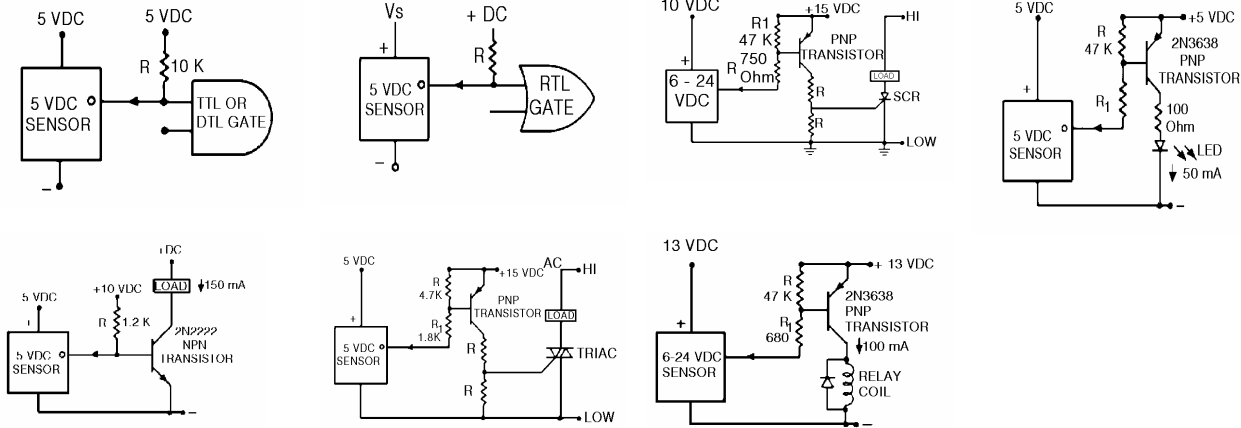 5 VDC
5 VDC
R
10 K
5 VDC
SENSOR
TTL OR
DTL GATE
−
Vs
+ DC
+
R
5 VDC
SENSOR
RTL
GATE
−
10 VDC
+15 VDC
HI
R1
47 K
PNP
TRANSISTOR
750
Ohm
R
+
6 - 24
VDC
LOAD
R
SCR
R
LOW
5 VDC
+5 VDC
R
47 K
2N3638
PNP
TRANSISTOR
+
R1
100
Ohm
5 VDC
SENSOR
LED
50 mA
−
+DC
LOAD
150 mA
5 VDC
+10 VDC
+
R
1.2 K
2N2222
NPN
TRANSISTOR
5 VDC
SENSOR
−
5 VDC
+15 VDC
AC
HI
R
4.7K
PNP
TRANSISTOR
LOAD
+
R1
1.8K
5 VDC
SENSOR
R
TRIAC
R
LOW
13 VDC
+ 13 VDC
R
47 K
2N3638
PNP
TRANSISTOR
+
R1
680
100 mA
6-24 VDC
SENSOR
RELAY
COIL
−